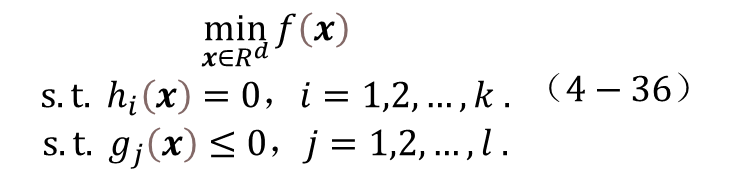 min f(x)
x∈R^d
s.t. h_i(x) = 0， i = 1,2,…,k . （4 − 36）
s.t. g_j(x) ≤ 0， j = 1,2,…,l .